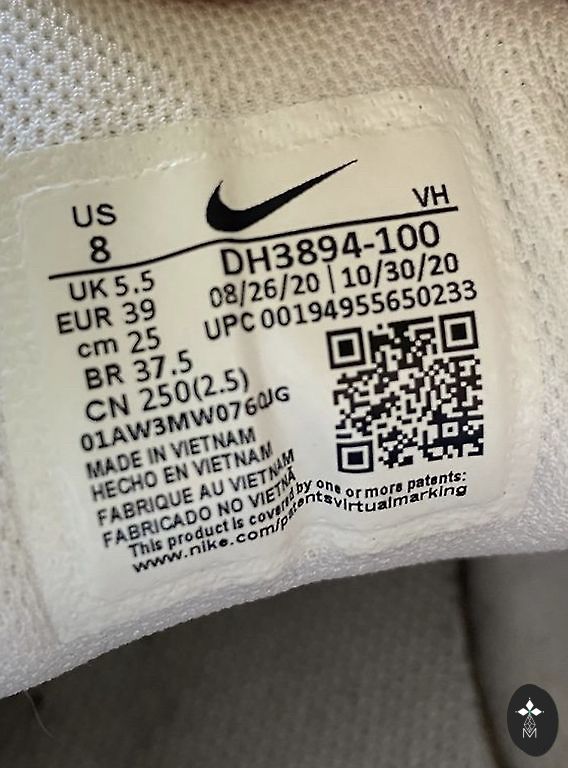 US
8
VH
UK 5.5
EUR 39
cm 25
BR 37.5
CN 250(2.5)
DH3894-100
08/26/20 | 10/30/20
UPC 00194955650233
MADE IN VIETNAM
HECHO EN VIETNAM
FABRIQUE AU VIETNAM
FABRICADO NO VIETNÃ
This product is covered by one or more patents:
www.nike.com/patentsvirtualmarking
M